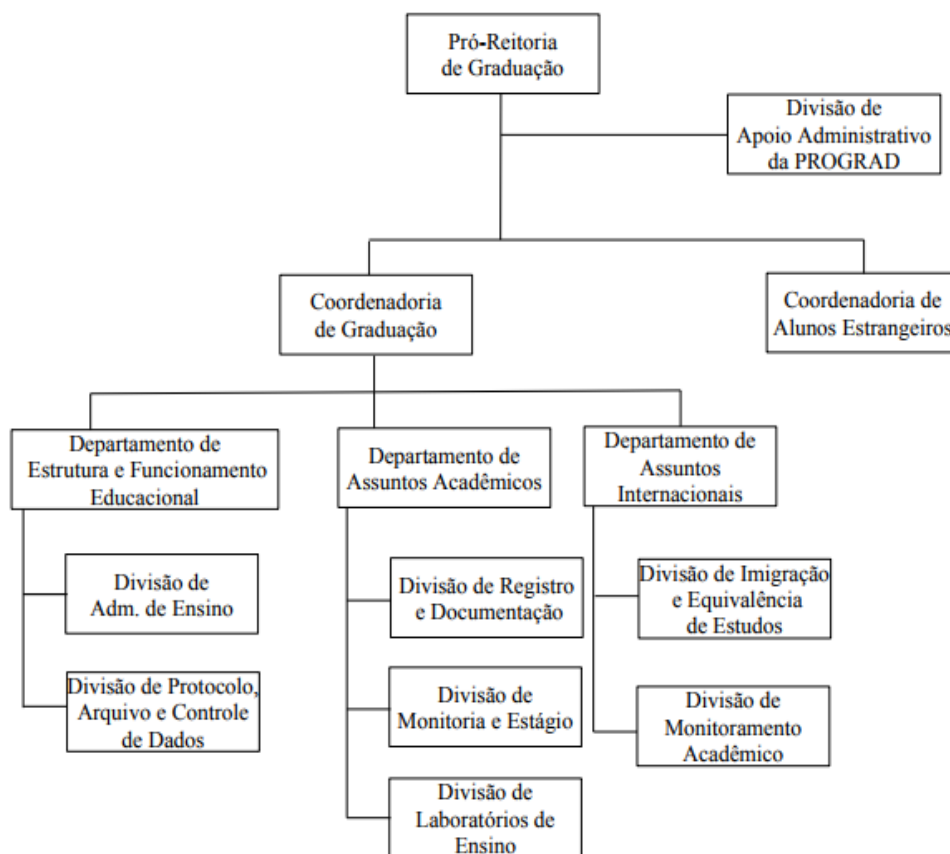 Pró-Reitoria
de Graduação
Divisão de
Apoio Administrativo
da PROGRAD
Coordenadoria
de Graduação
Coordenadoria de
Alunos Estrangeiros
Departamento de
Estrutura e Funcionamento
Educacional
Departamento de
Assuntos Acadêmicos
Departamento de
Assuntos
Internacionais
Divisão de
Adm. de Ensino
Divisão de Registro
e Documentação
Divisão de Imigração
e Equivalência
de Estudos
Divisão de Protocolo,
Arquivo e Controle
de Dados
Divisão de
Monitoria e Estágio
Divisão de
Monitoramento
Acadêmico
Divisão de
Laboratórios de
Ensino